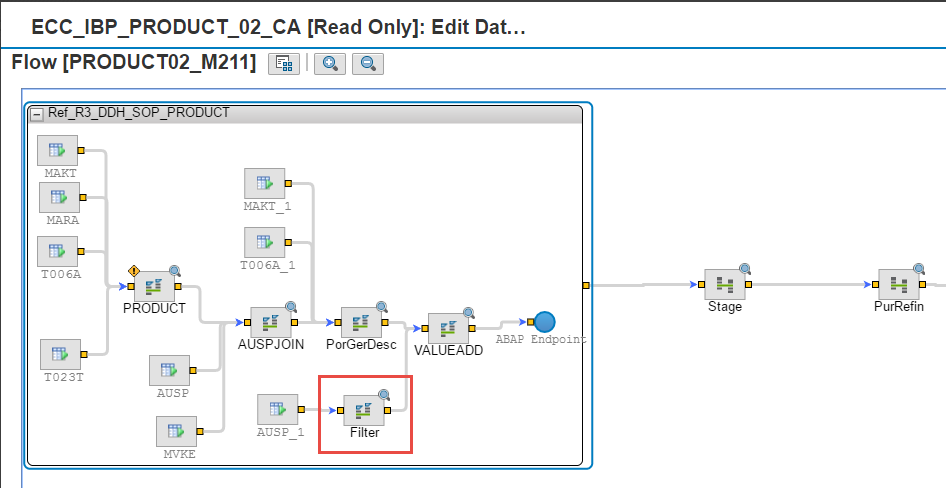 ECC_IBP_PRODUCT_02_CA [Read Only]: Edit Dat...
Flow [PRODUCT02_M211]
Ref_R3_DDH_SOP_PRODUCT
MAKT
MAKT_1
MARA
T006A
T006A_1
PRODUCT
Stage
PurRefin
AUSPJOIN
PorGerDesc
VALUEADD
ABAP Endpoint
T023T
AUSP
AUSP_1
Filter
MVKE